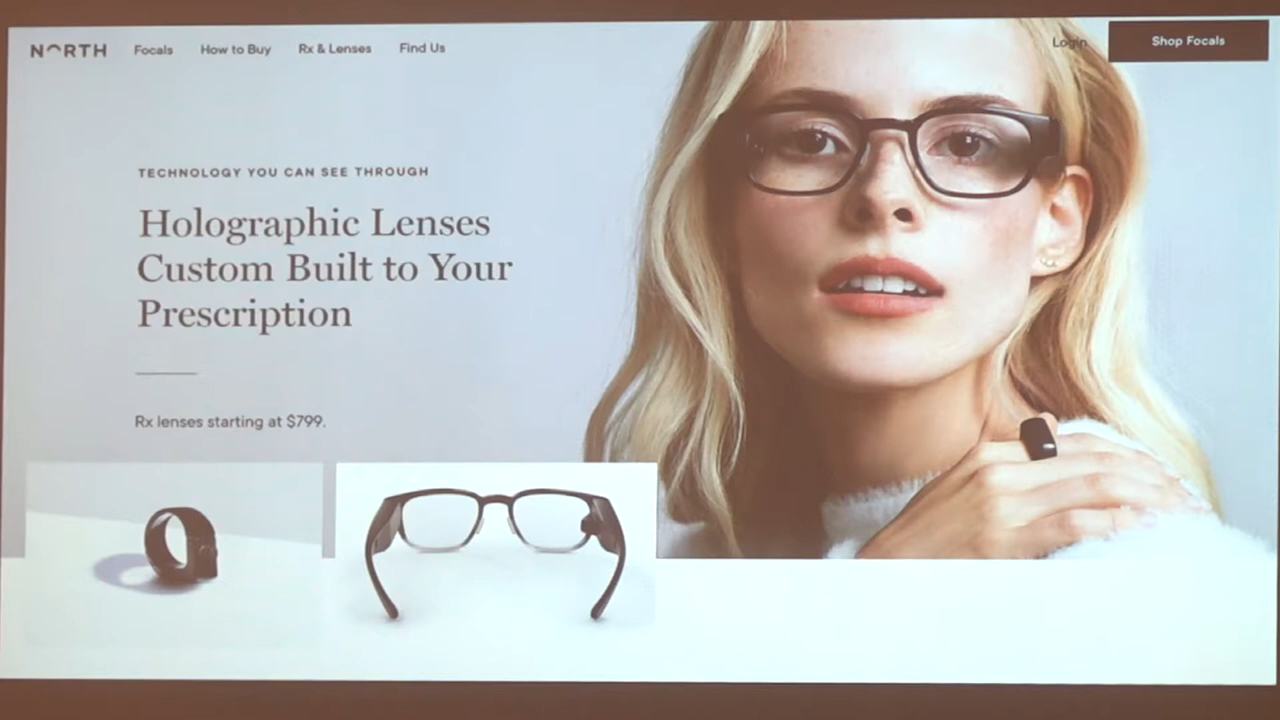 NORTH Focals How to Buy Rx & Lenses Find Us Login Shop Focals
TECHNOLOGY YOU CAN SEE THROUGH
Holographic Lenses
Custom Built to Your
Prescription
Rx lenses starting at $799.